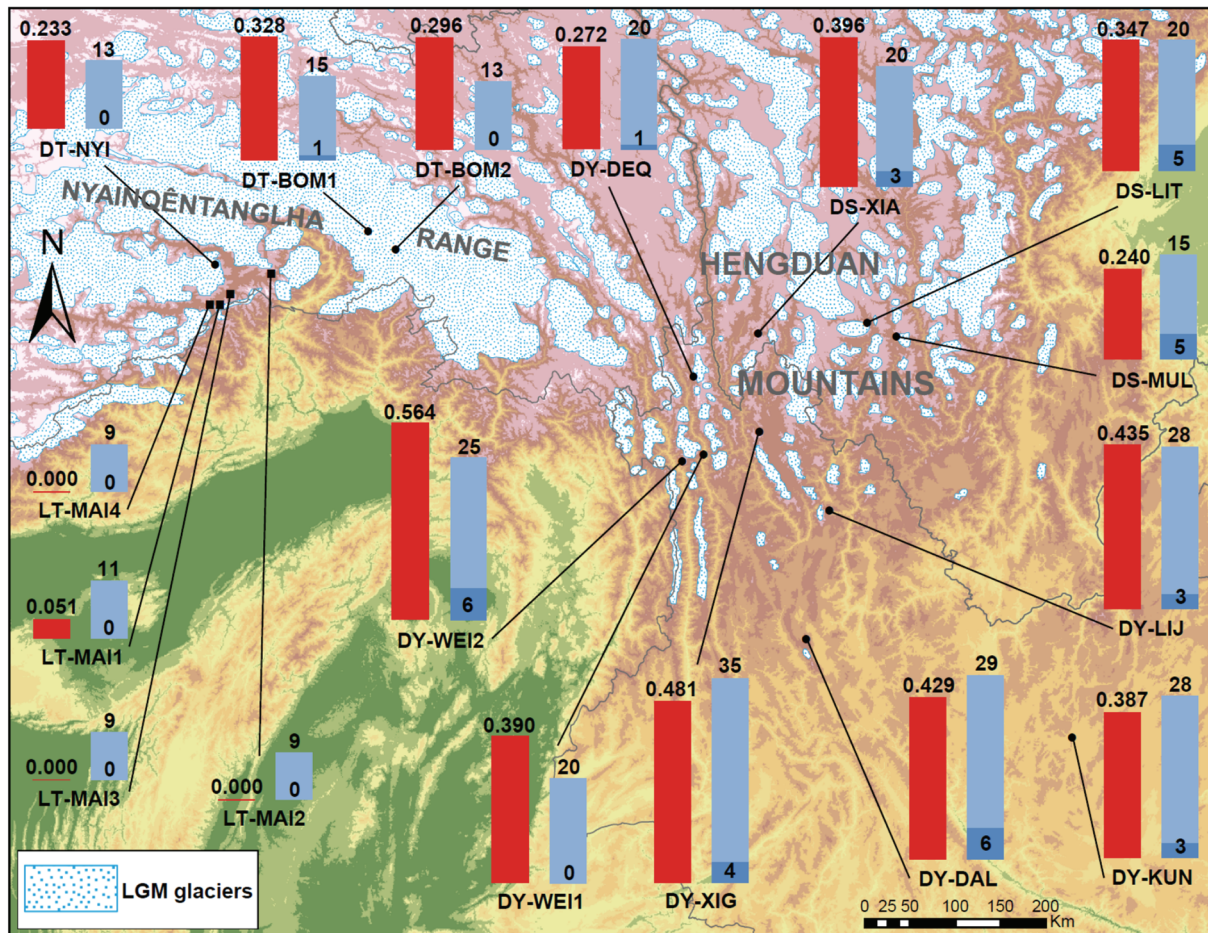 0.233
13
0
DT-NYI
0.328
15
1
DT-BOM1
0.296
13
0
DT-BOM2
0.272
20
1
DY-DEQ
0.396
20
3
DS-XIA
0.347
20
5
DS-LIT
NYAINQÊNTANGLHA
RANGE
N
HENGDUAN
MOUNTAINS
0.240
15
5
DS-MUL
0.000
9
0
LT-MAI4
0.564
25
6
DY-WEI2
0.435
28
3
DY-LIJ
0.051
11
0
LT-MAI1
0.000
9
0
LT-MAI3
0.000
9
0
LT-MAI2
0.390
20
0
DY-WEI1
0.481
35
4
DY-XIG
0.429
29
6
DY-DAL
0.387
28
3
DY-KUN
LGM glaciers
0 25 50 100 150 200
Km